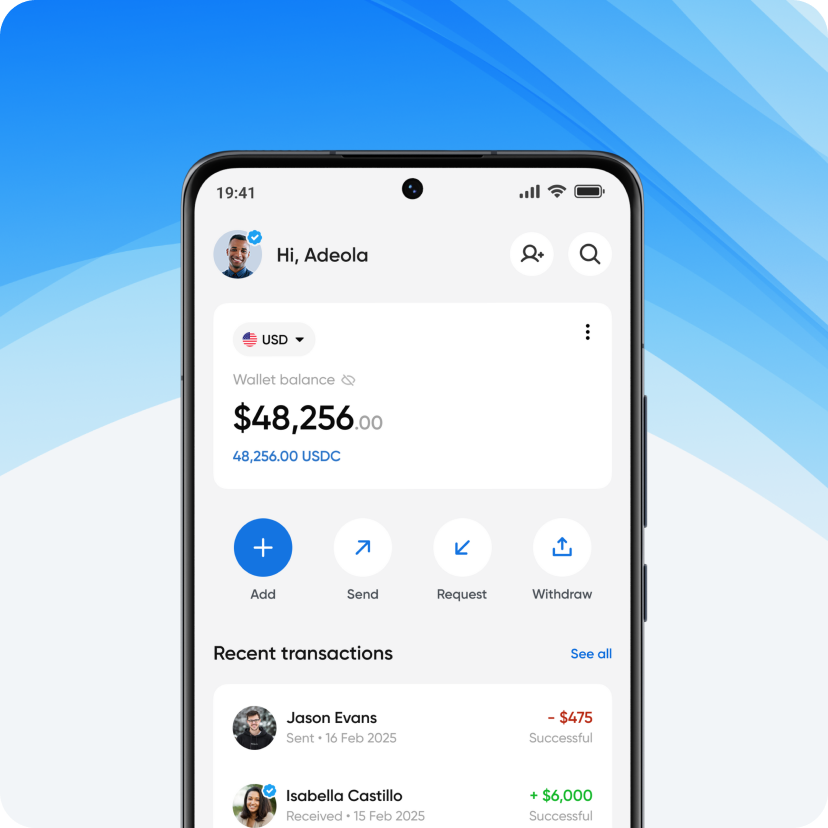 19:41
Hi, Adeola
USD
Wallet balance
$48,256.00
48,256.00 USDC
Add Send Request Withdraw
Recent transactions See all
Jason Evans - $475
Sent • 16 Feb 2025 Successful
Isabella Castillo + $6,000
Received • 15 Feb 2025 Successful